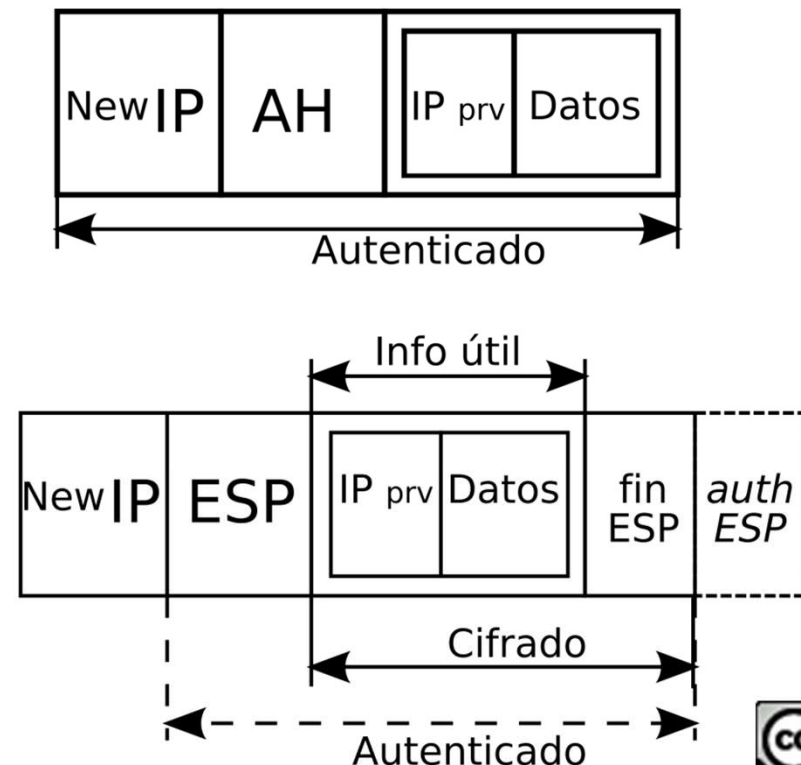 New IP AH IP prv Datos
Autenticado
Info útil
New IP ESP IP prv Datos fin ESP auth ESP
Cifrado
Autenticado
cc